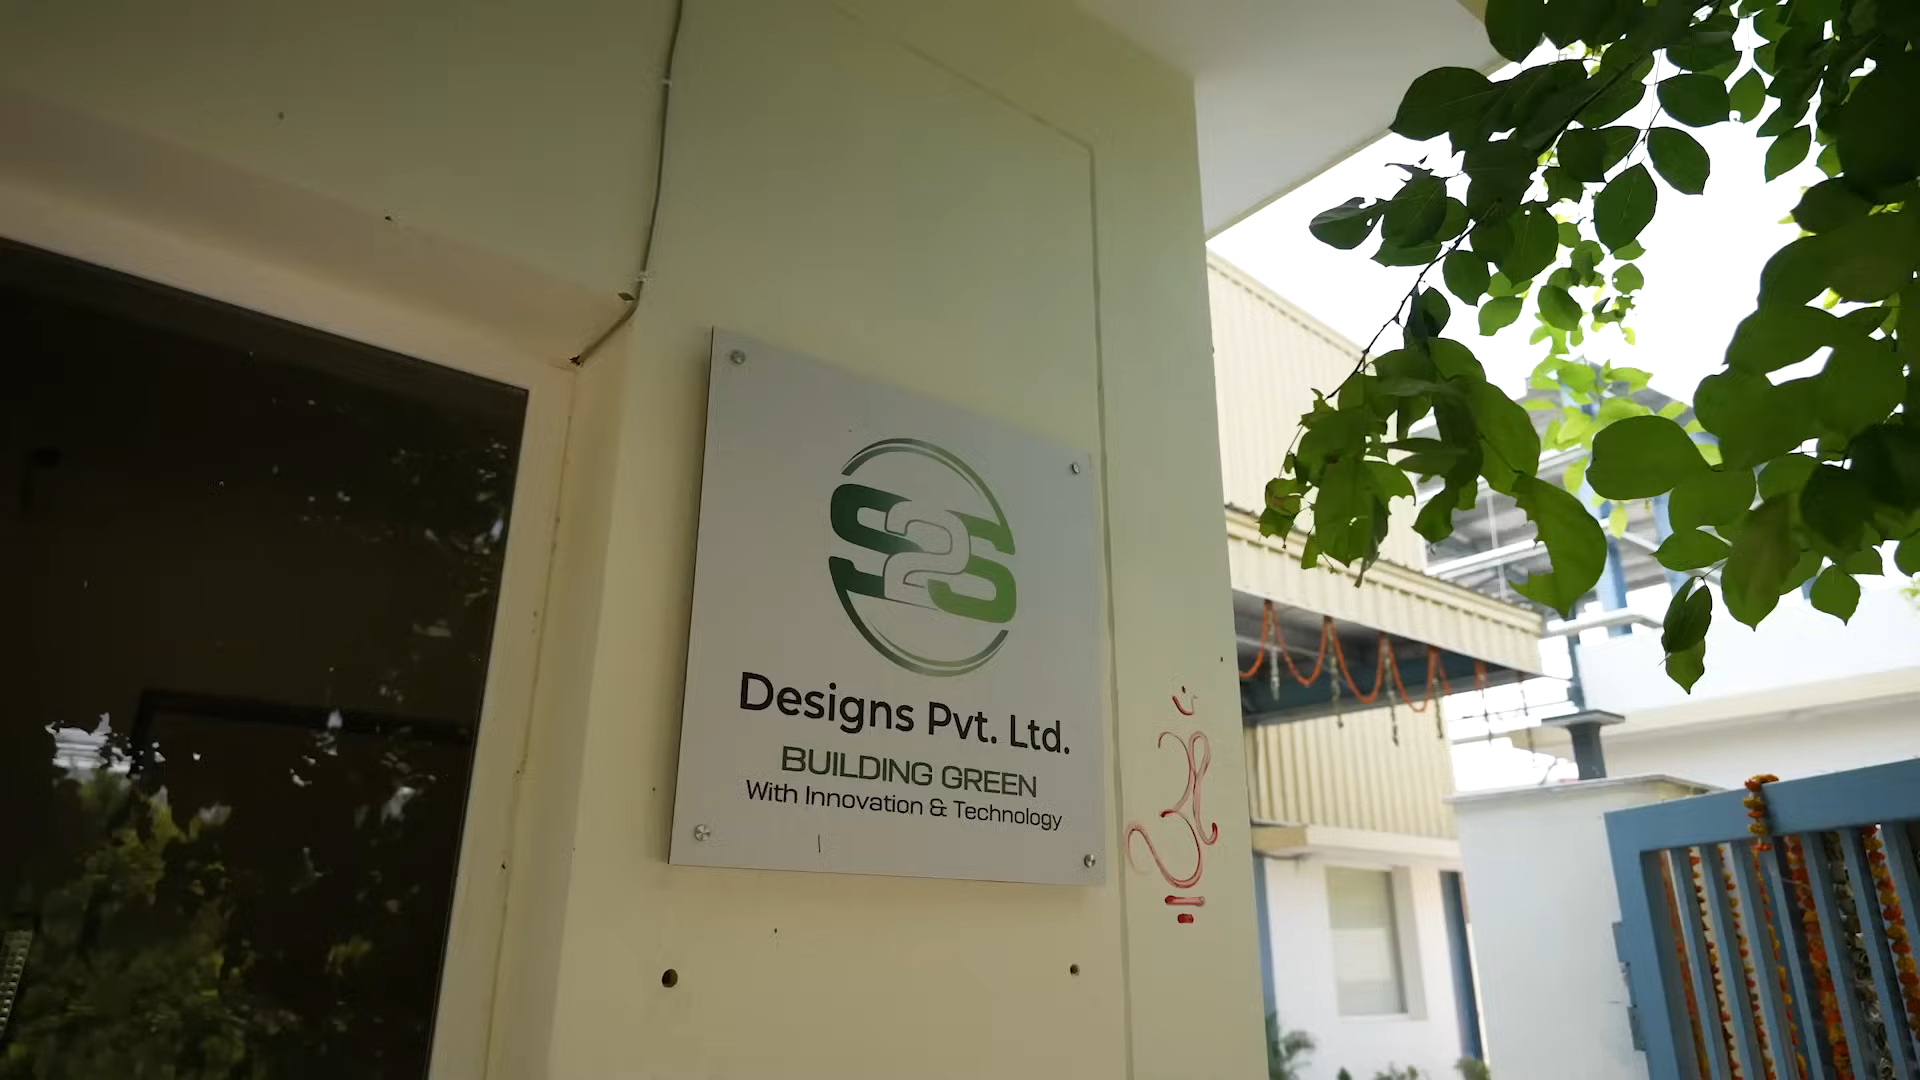 S2S
Designs Pvt. Ltd.
BUILDING GREEN
With Innovation & Technology